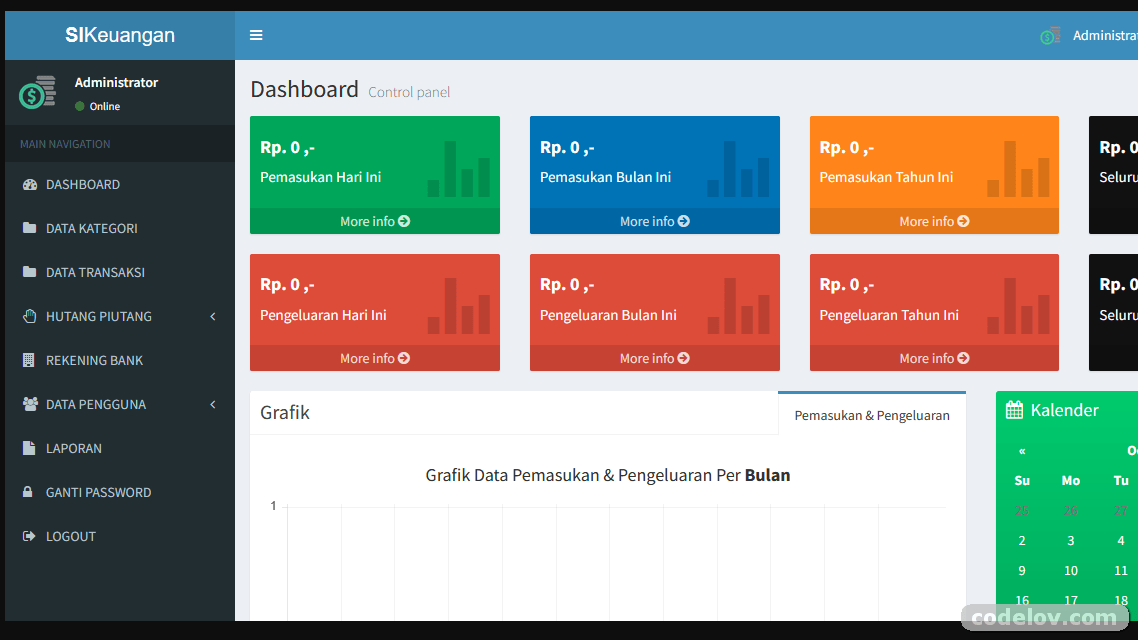 SIKeuangan
Administrat
Administrator
Online
MAIN NAVIGATION
DASHBOARD
DATA KATEGORI
DATA TRANSAKSI
HUTANG PIUTANG
REKENING BANK
DATA PENGGUNA
LAPORAN
GANTI PASSWORD
LOGOUT
Dashboard Control panel
Rp. 0 ,-
Pemasukan Hari Ini
More info
Rp. 0 ,-
Pemasukan Bulan Ini
More info
Rp. 0 ,-
Pemasukan Tahun Ini
More info
Rp. 0
Seluru
Rp. 0 ,-
Pengeluaran Hari Ini
More info
Rp. 0 ,-
Pengeluaran Bulan Ini
More info
Rp. 0 ,-
Pengeluaran Tahun Ini
More info
Rp. 0
Seluru
Grafik
Pemasukan & Pengeluaran
Grafik Data Pemasukan & Pengeluaran Per Bulan
1
Kalender
« O
Su Mo Tu
25 26 27
2 3 4
9 10 11
16 17 18
codelov.com